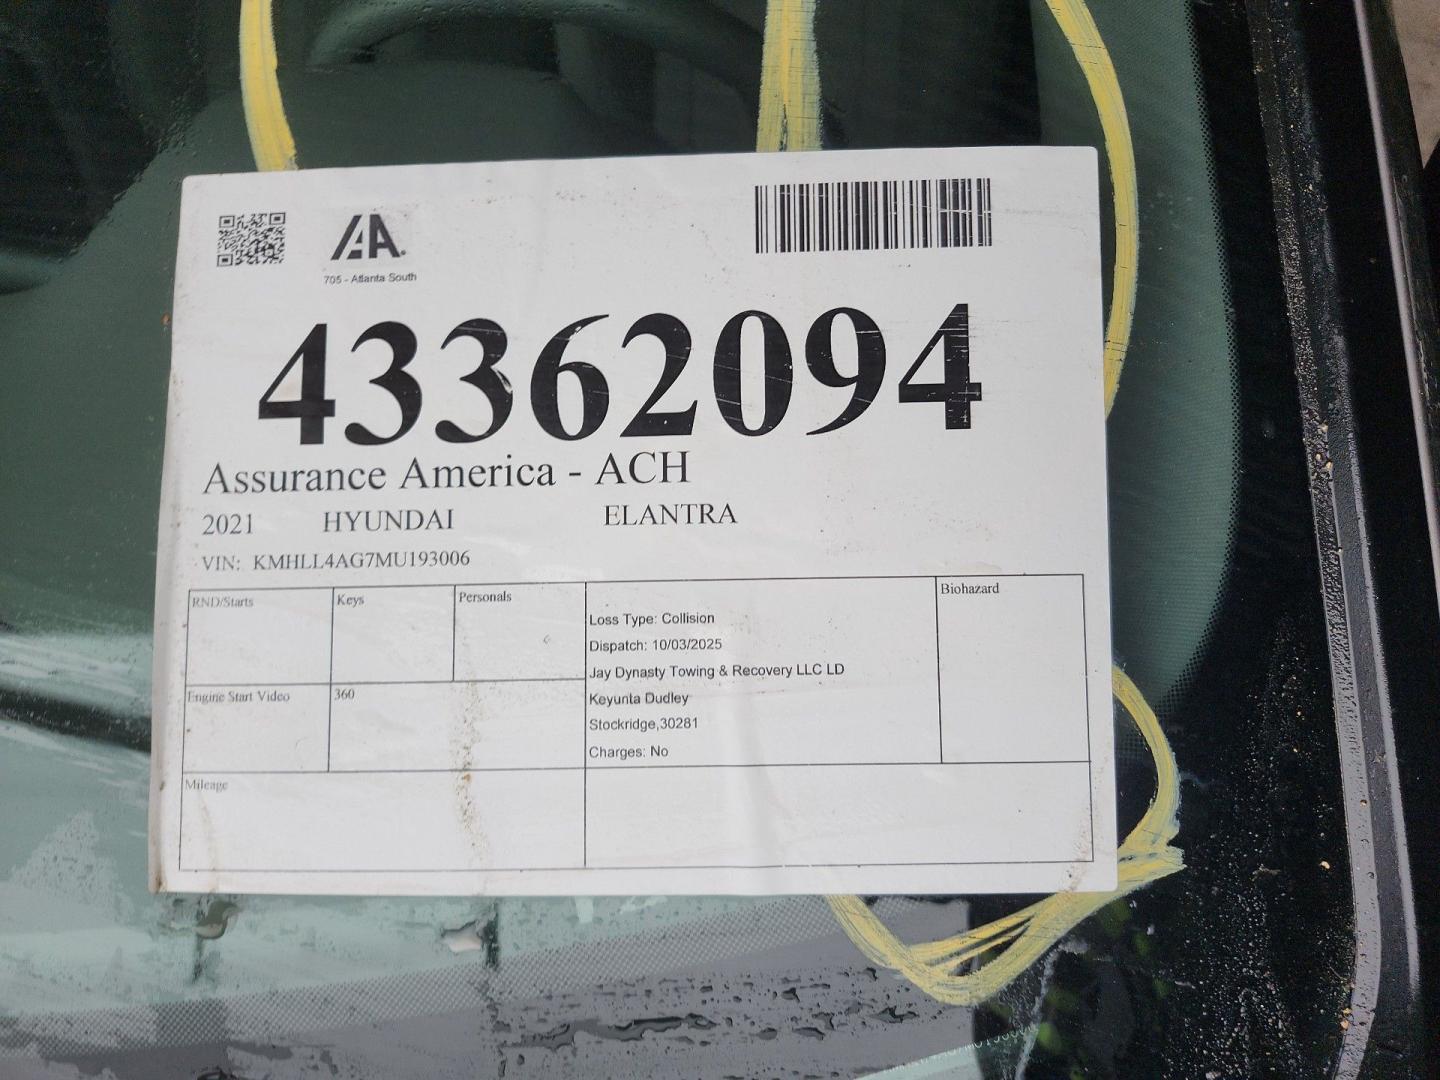 IAA.
705 - Atlanta South
43362094
Assurance America - ACH
2021 HYUNDAI ELANTRA
VIN: KMHLL4AG7MU193006
RND/Starts Keys Personals
Loss Type: Collision
Dispatch: 10/03/2025
Jay Dynasty Towing & Recovery LLC LD
Keyunta Dudley
Stockridge,30281
Charges: No
Biohazard
Engine Start Video 360
Mileage